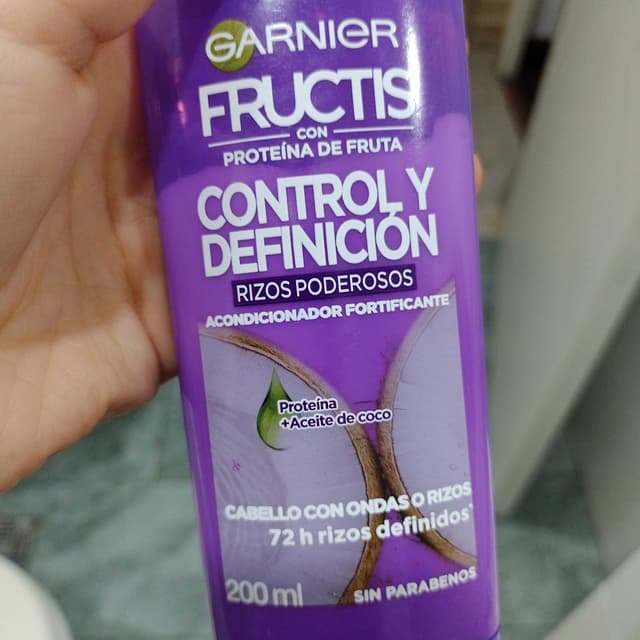 GARNIER
FRUCTIS
CON
PROTEÍNA DE FRUTA
CONTROL Y
DEFINICIÓN
RIZOS PODEROSOS
ACONDICIONADOR FORTIFICANTE
Proteína
+Aceite de coco
CABELLO CON ONDAS O RIZOS
72 h rizos definidos*
200 ml
SIN PARABENOS